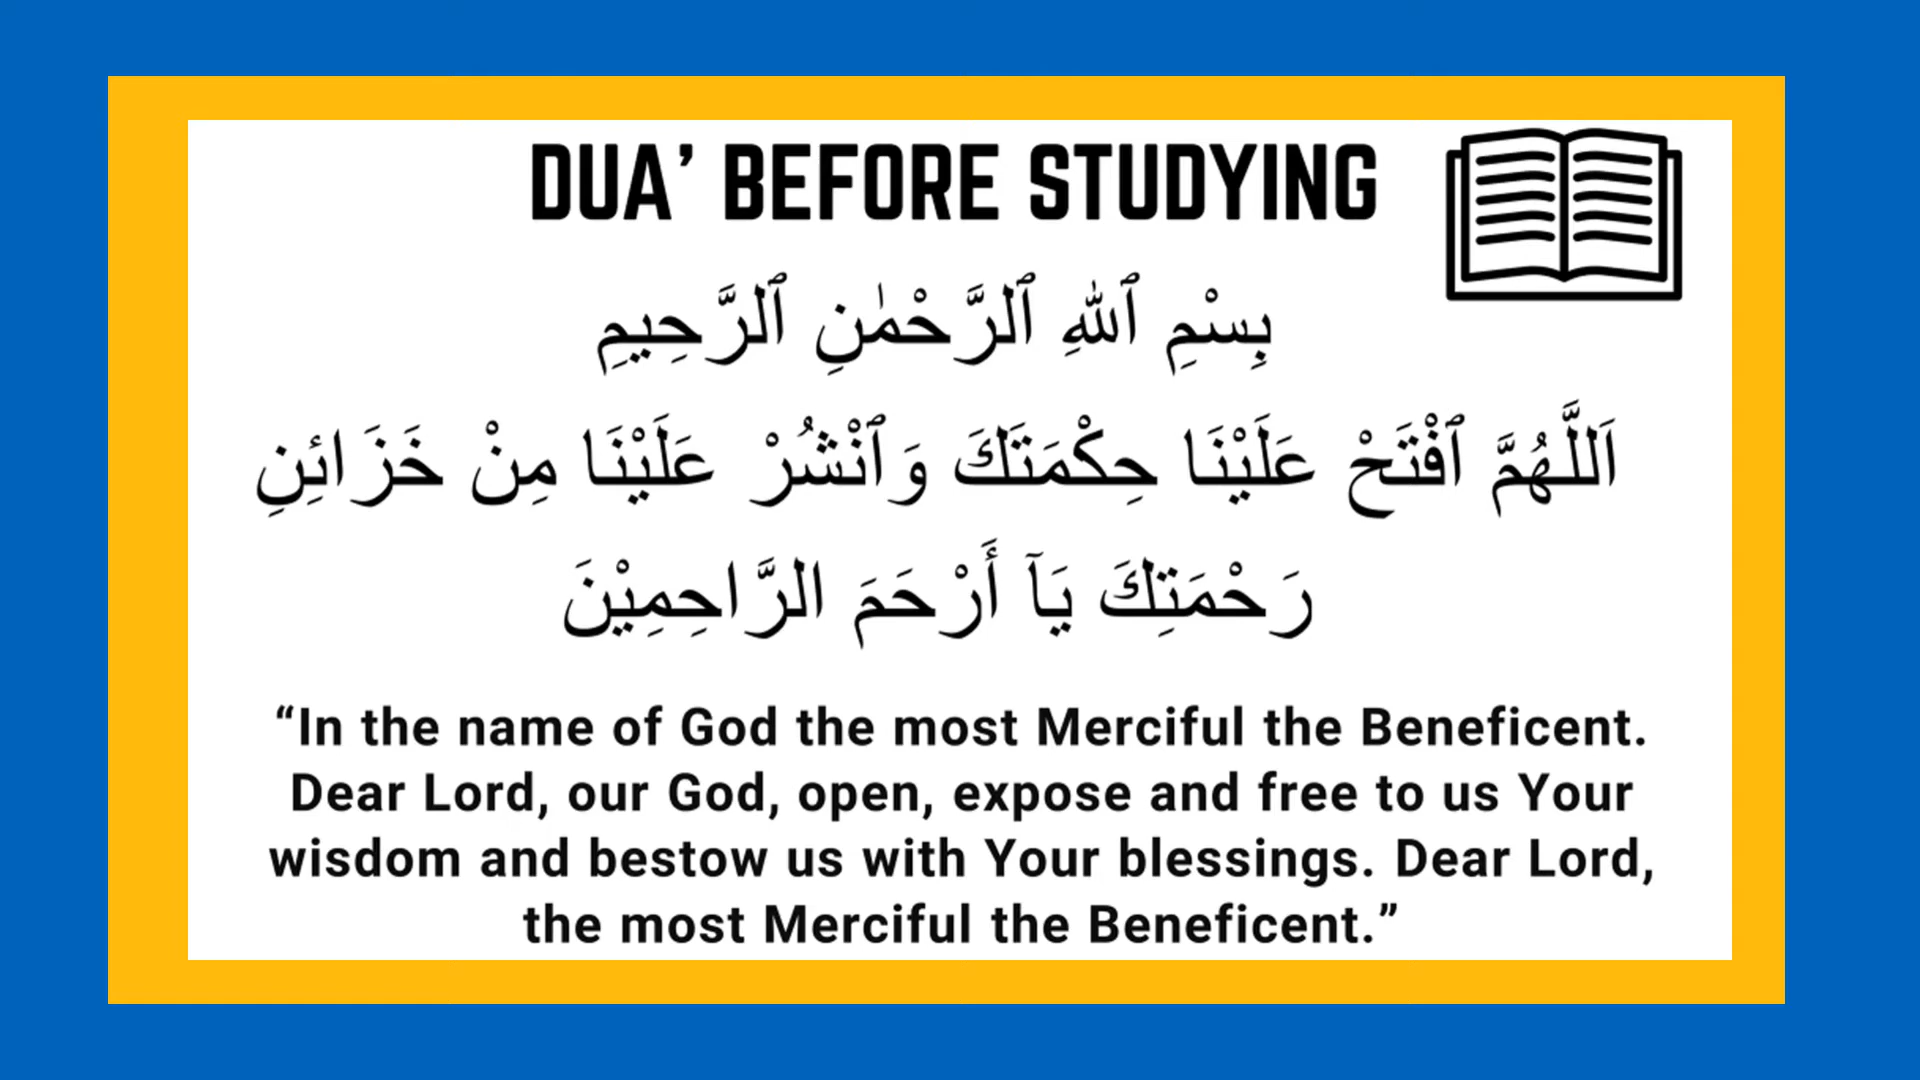 DUA’ BEFORE STUDYING
بِسْمِ ٱللهِ ٱلرَّحْمٰنِ ٱلرَّحِيمِ
اَللَّهُمَّ ٱفْتَحْ عَلَيْنَا حِكْمَتَكَ وَٱنْشُرْ عَلَيْنَا مِنْ خَزَائِنِ
رَحْمَتِكَ يَآ أَرْحَمَ الرَّاحِمِيْنَ
“In the name of God the most Merciful the Beneficent.
Dear Lord, our God, open, expose and free to us Your
wisdom and bestow us with Your blessings. Dear Lord,
the most Merciful the Beneficent.”